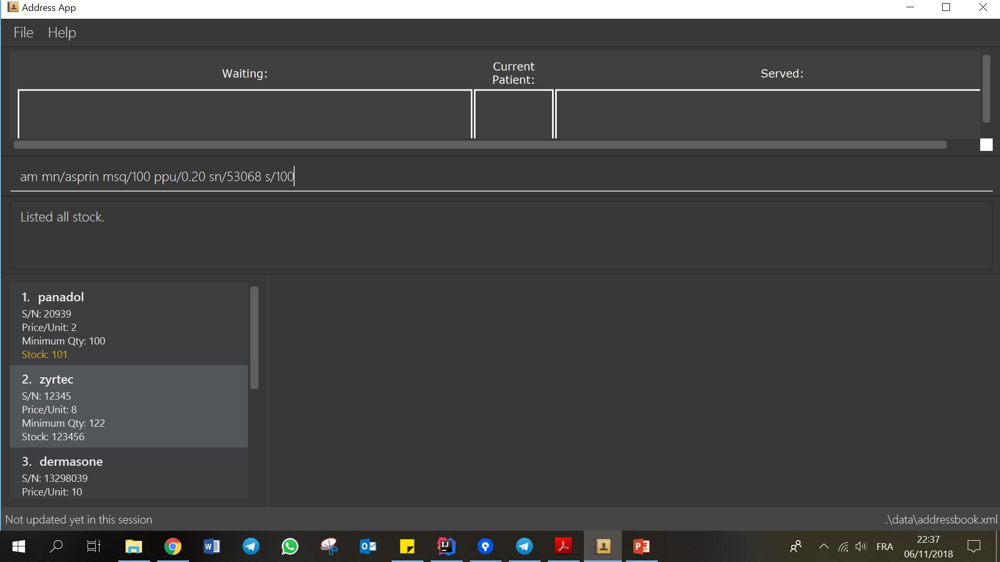 Address App
File Help
Waiting:
Current
Patient:
Served:
am mn/asprin msq/100 ppu/0.20 sn/53068 s/100
Listed all stock.
1. panadol
S/N: 20939
Price/Unit: 2
Minimum Qty: 100
Stock: 101
2. zyrtec
S/N: 12345
Price/Unit: 8
Minimum Qty: 122
Stock: 123456
3. dermasone
S/N: 13298039
Price/Unit: 10
Not updated yet in this session
.\data\addressbook.xml
FRA
22:37
06/11/2018